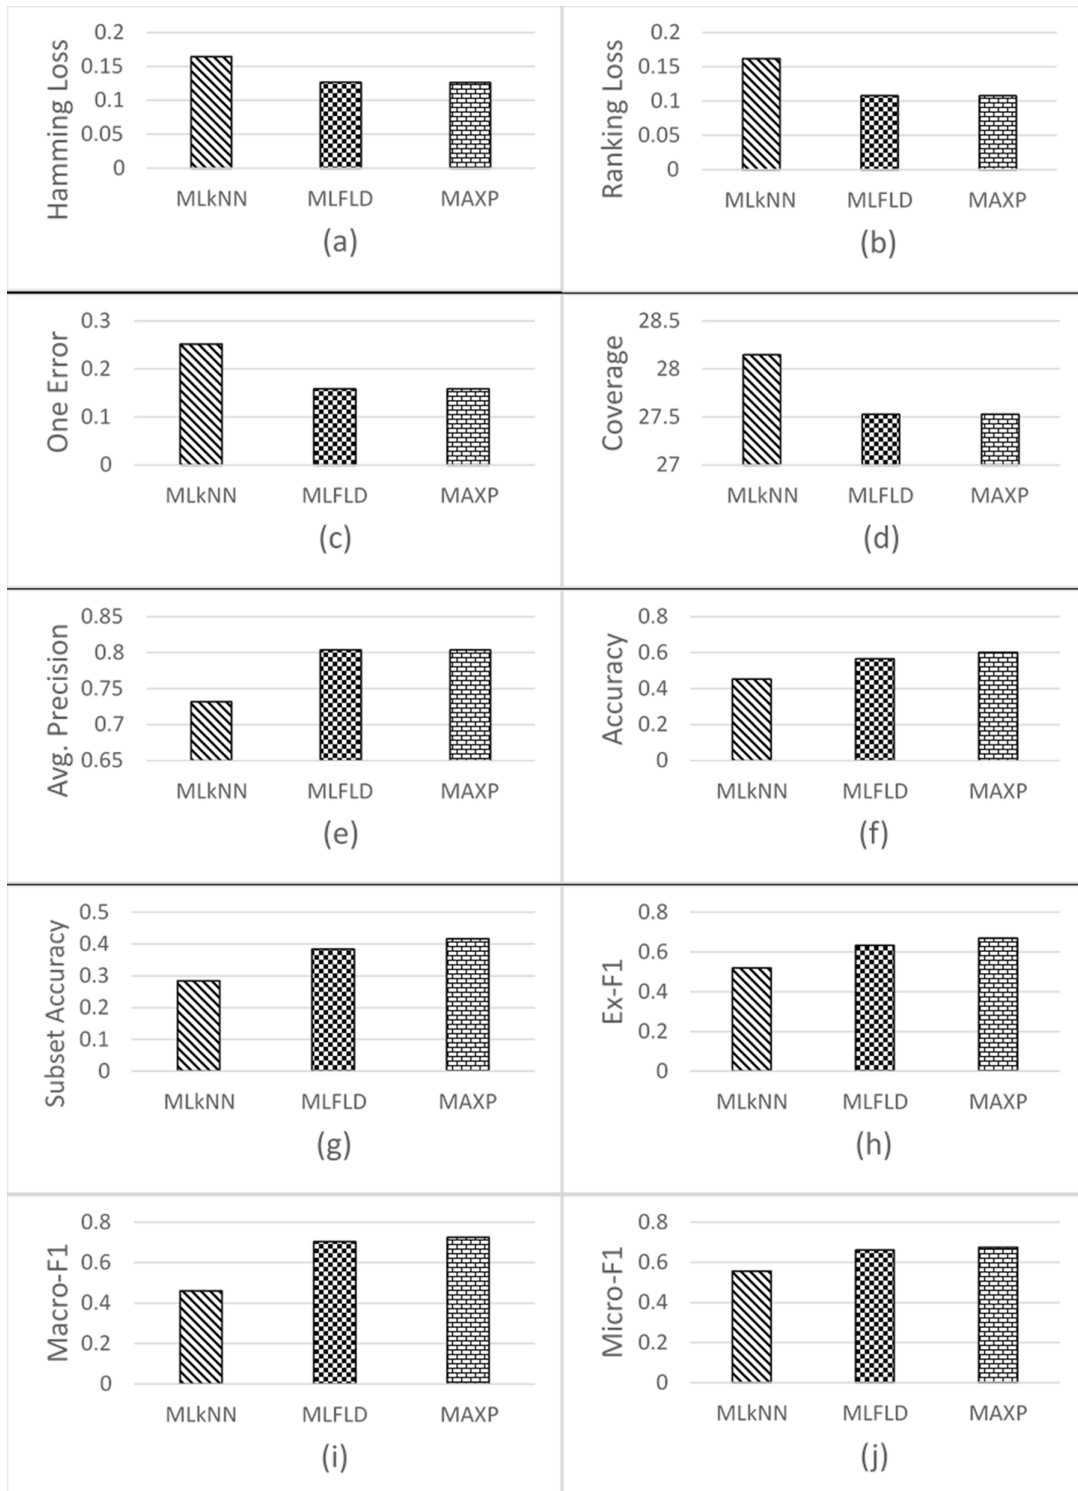 Hamming Loss
0.2
0.15
0.1
0.05
0
MLkNN MLFLD MAXP
(a)
Ranking Loss
0.2
0.15
0.1
0.05
0
MLkNN MLFLD MAXP
(b)
One Error
0.3
0.2
0.1
0
MLkNN MLFLD MAXP
(c)
Coverage
28.5
28
27.5
27
MLkNN MLFLD MAXP
(d)
Avg. Precision
0.85
0.8
0.75
0.7
0.65
MLkNN MLFLD MAXP
(e)
Accuracy
0.8
0.6
0.4
0.2
0
MLkNN MLFLD MAXP
(f)
Subset Accuracy
0.5
0.4
0.3
0.2
0.1
0
MLkNN MLFLD MAXP
(g)
Ex-F1
0.8
0.6
0.4
0.2
0
MLkNN MLFLD MAXP
(h)
Macro-F1
0.8
0.6
0.4
0.2
0
MLkNN MLFLD MAXP
(i)
Micro-F1
0.8
0.6
0.4
0.2
0
MLkNN MLFLD MAXP
(j)